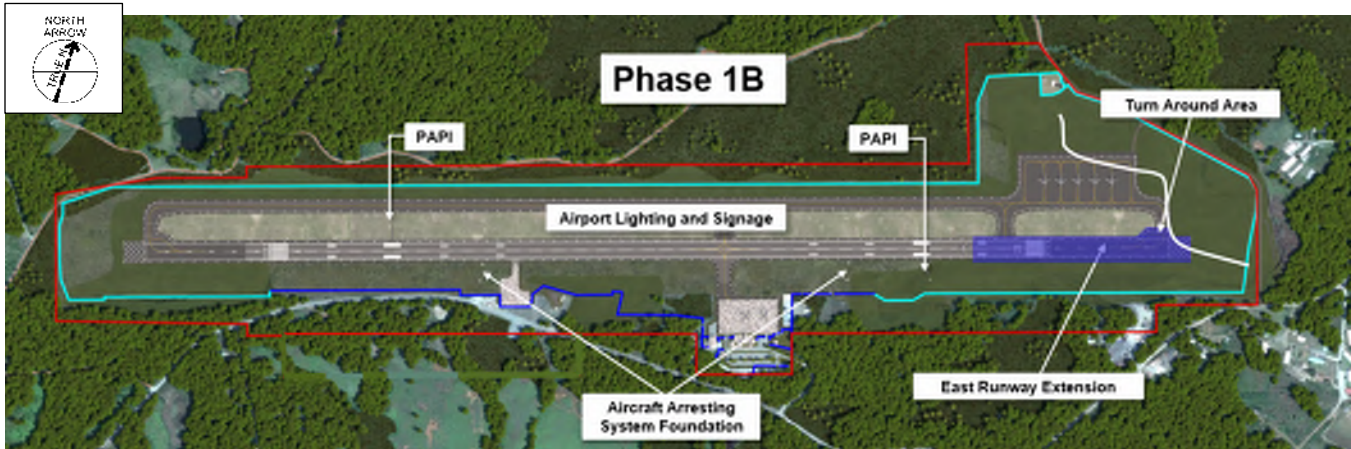 NORTH
ARROW
TRUE N
Phase 1B
PAPI
PAPI
Turn Around Area
Airport Lighting and Signage
East Runway Extension
Aircraft Arresting
System Foundation